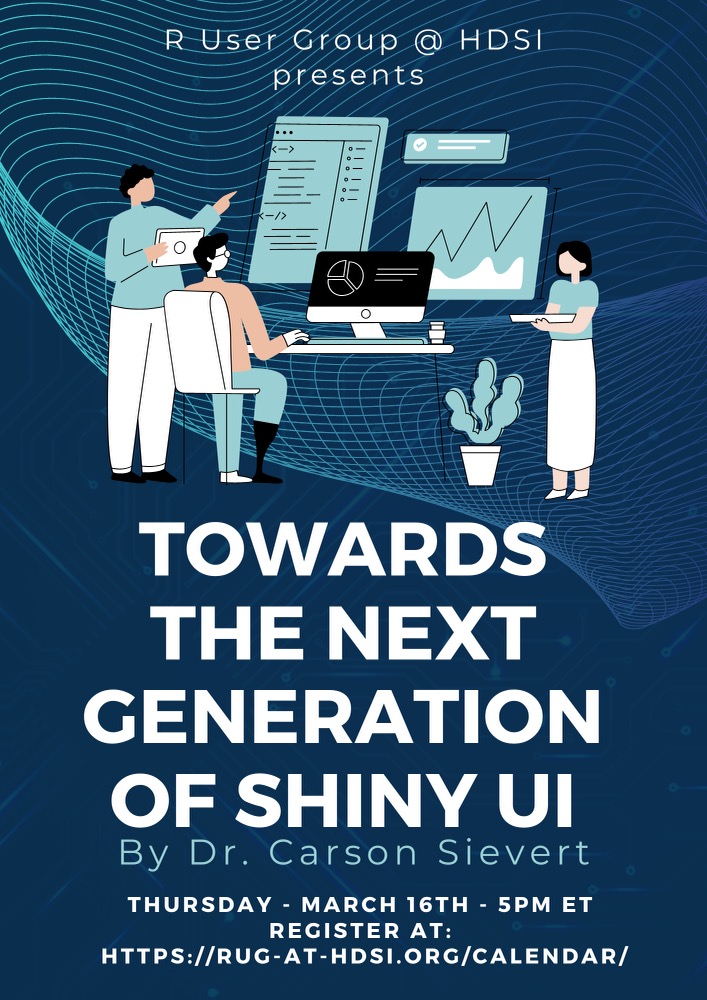 R User Group @ HDSI
presents
TOWARDS
THE NEXT
GENERATION
OF SHINY UI
By Dr. Carson Sievert
THURSDAY - MARCH 16TH - 5PM ET
REGISTER AT:
HTTPS://RUG-AT-HDSI.ORG/CALENDAR/